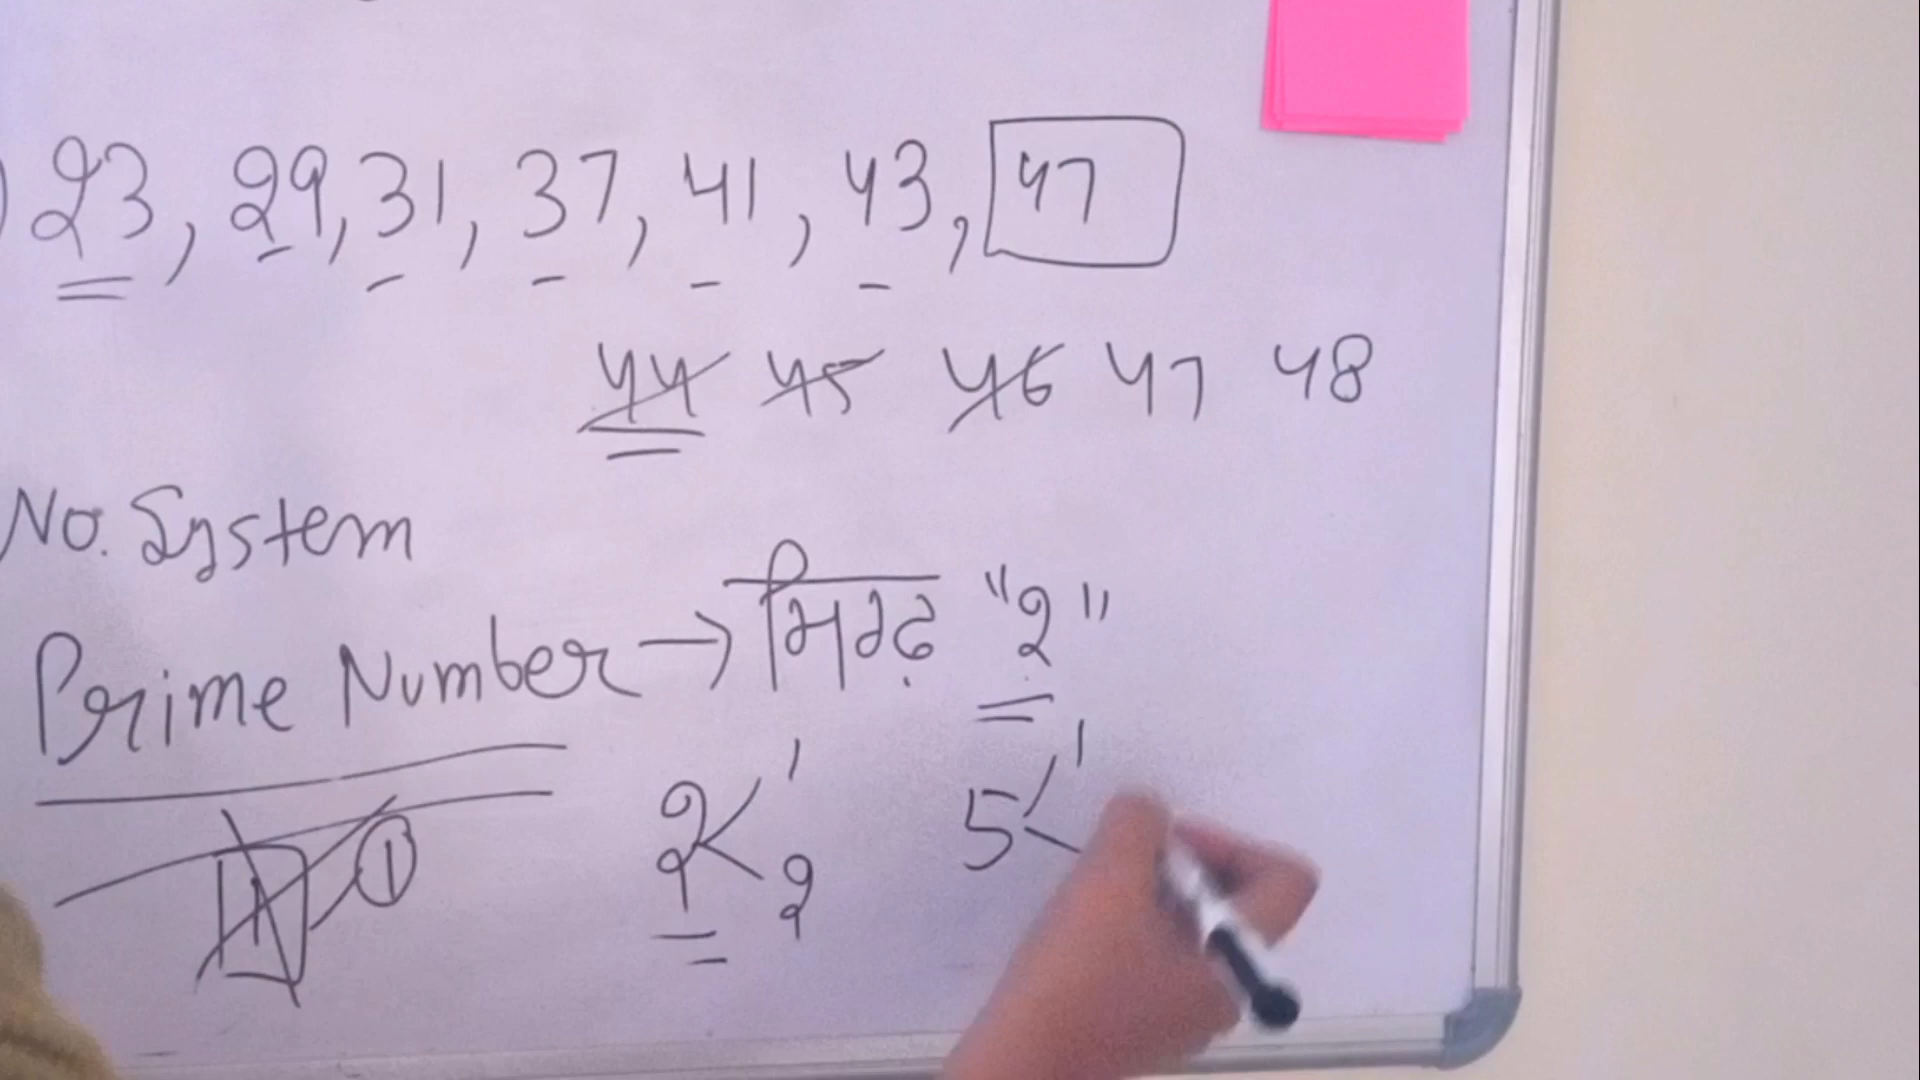 23, 29, 31, 37, 41, 43, 47
44 45 46 47 48
No. System
Prime Number → "2"
1 1
1 1 2 5
2